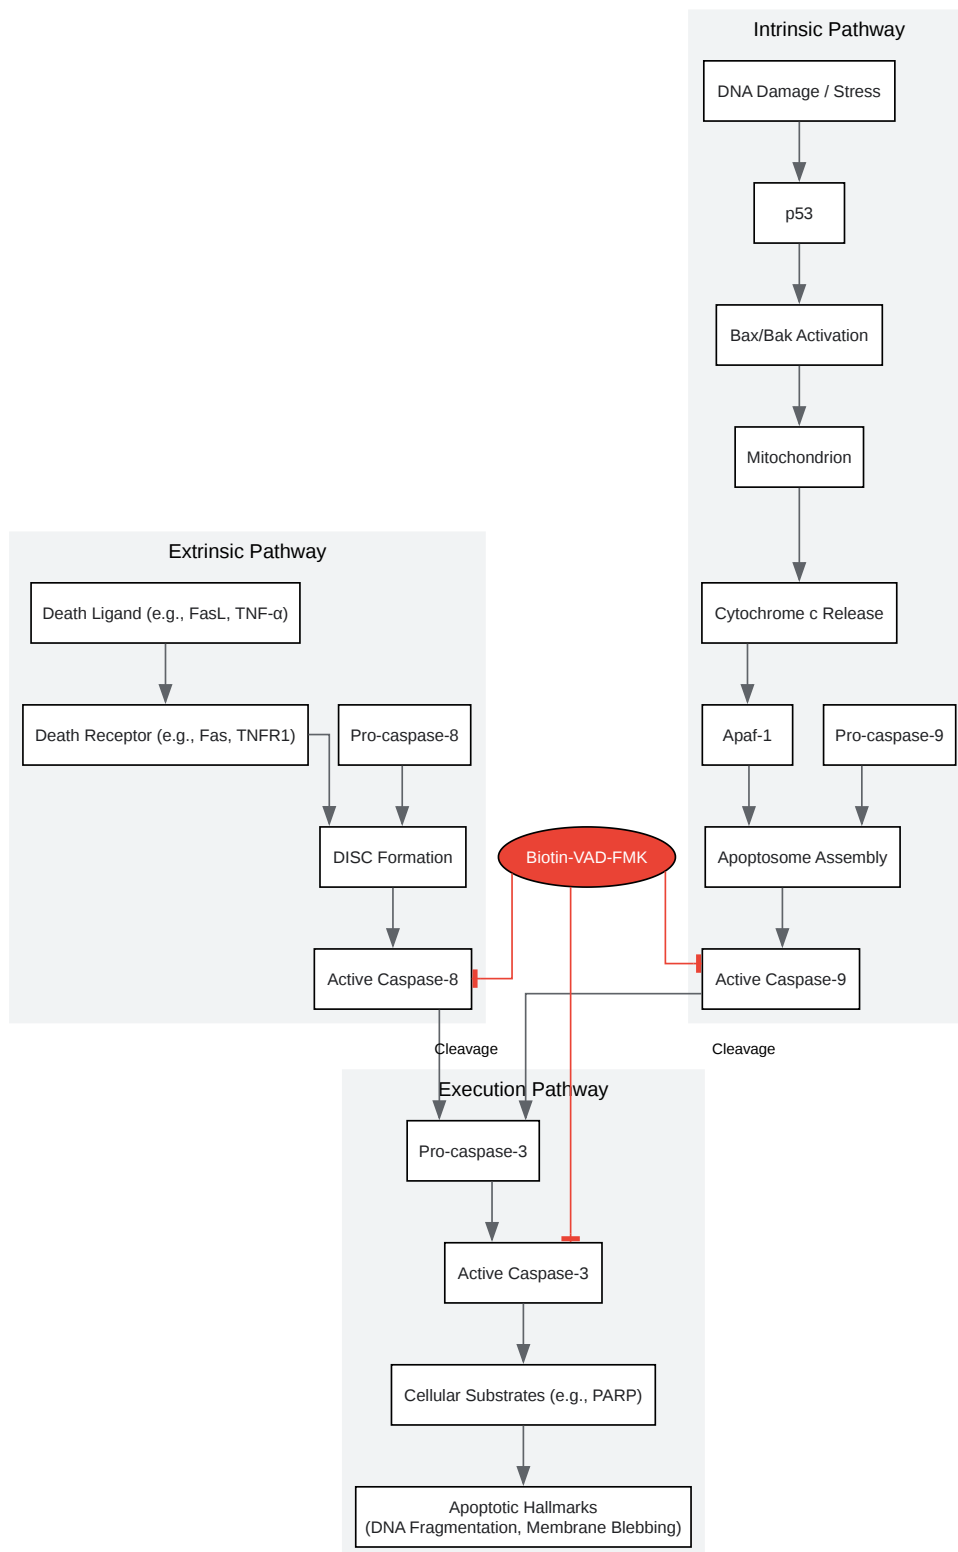 Intrinsic Pathway
DNA Damage / Stress
p53
Bax/Bak Activation
Mitochondrion
Extrinsic Pathway
Death Ligand (e.g., FasL, TNF-α)
Cytochrome c Release
Death Receptor (e.g., Fas, TNFR1)
Pro-caspase-8
Apaf-1
Pro-caspase-9
DISC Formation
Biotin-VAD-FMK
Apoptosome Assembly
Active Caspase-8
Active Caspase-9
Cleavage
Cleavage
Execution Pathway
Pro-caspase-3
Active Caspase-3
Cellular Substrates (e.g., PARP)
Apoptotic Hallmarks
(DNA Fragmentation, Membrane Blebbing)